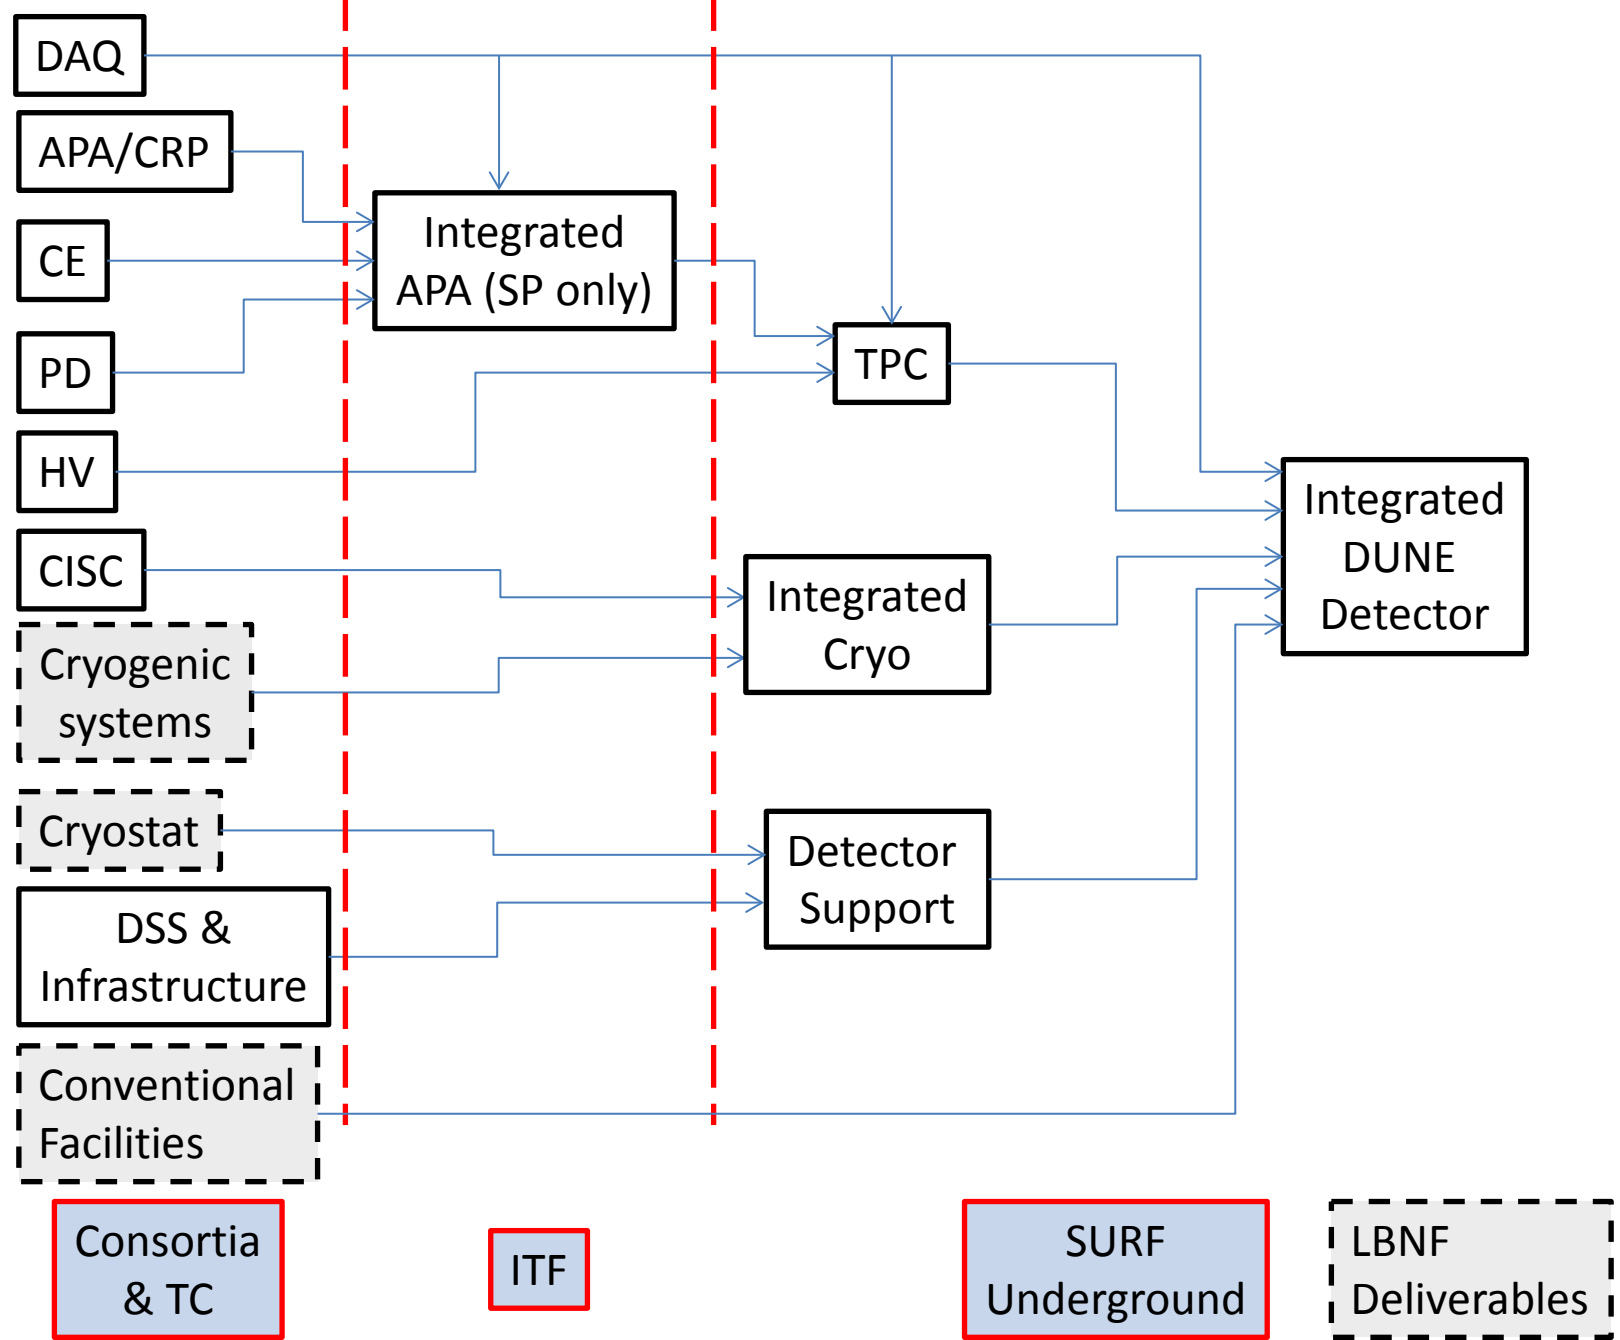 DAQ
APA/CRP
CE
PD
HV
CISC
Cryogenic
systems
Cryostat
DSS &
Infrastructure
Conventional
Facilities
Integrated
APA (SP only)
TPC
Integrated
Cryo
Detector
Support
Integrated
DUNE
Detector
Consortia
& TC
ITF
SURF
Underground
LBNF
Deliverables